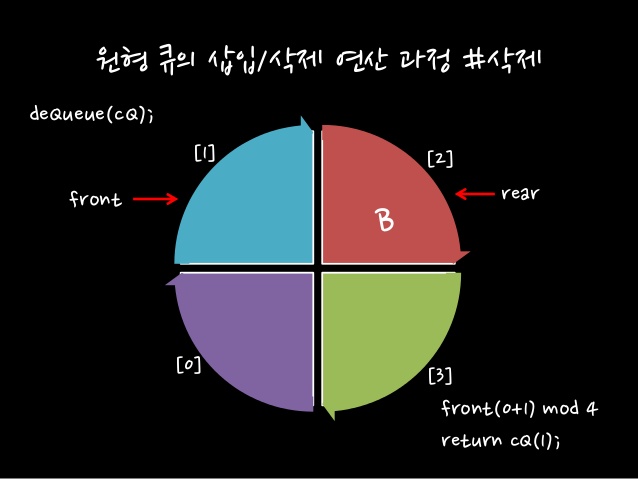 원형 큐의 삽입/삭제 연산 과정 #삭제
deQueue(cQ);
[1]
[2]
front
rear
B
[0]
[3]
front(0+1) mod 4
return cQ(1);